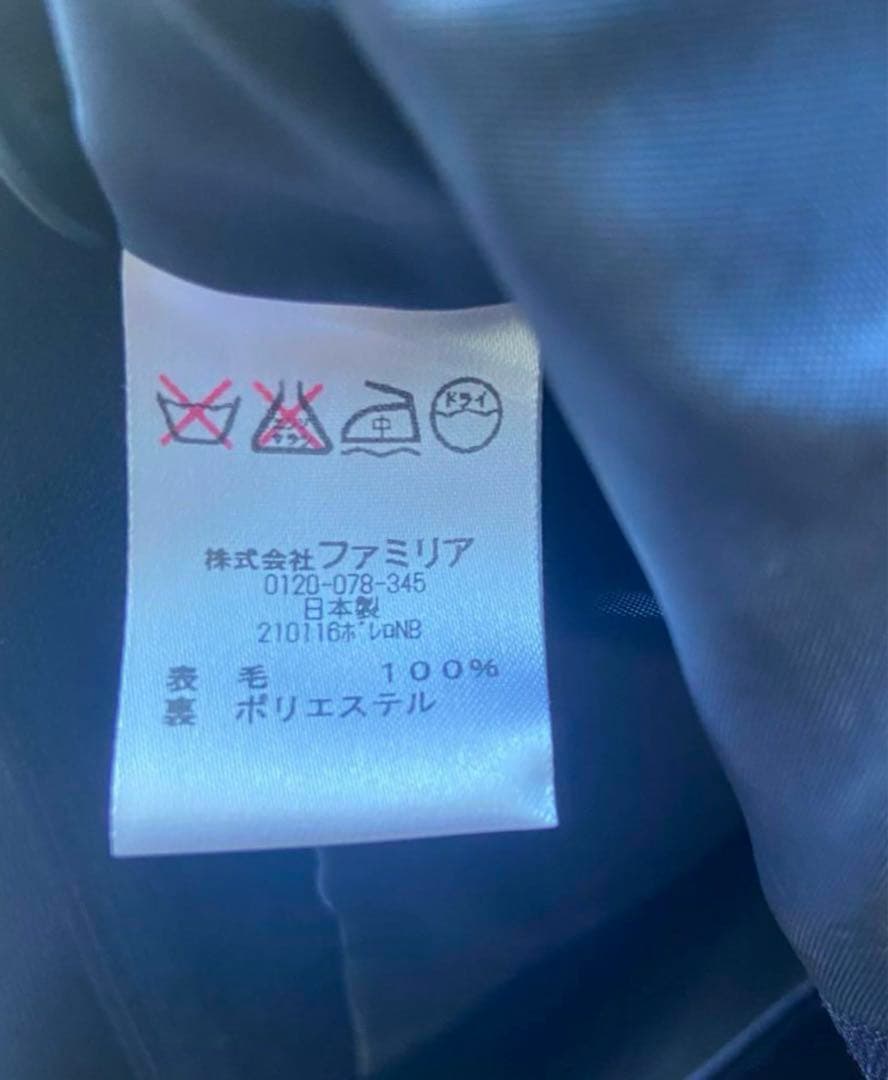 中 ドライ
株式会社ファミリア
0120-078-345
日本製
210116ボレロNB
表 毛 100%
裏 ポリエステル